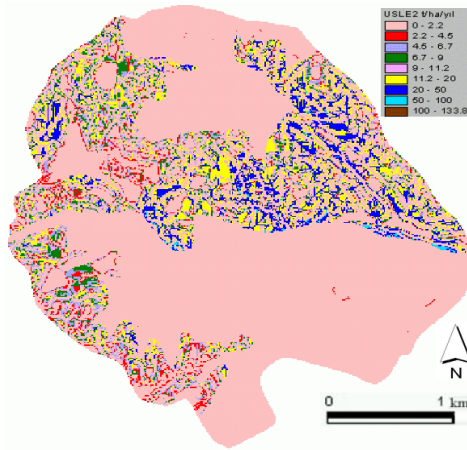 USLE2 t/ha/yıl
0 - 2.2
2.2 - 4.5
4.5 - 6.7
6.7 - 9
9 - 11.2
11.2 - 20
20 - 50
50 - 100
100 - 133.8
N
0 1 km